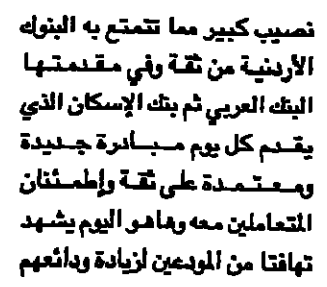 نصيب كبير مما تتمتع به البنوك
الأردنية من ثقة وفي مقدمتها
البنك العربي ثم بنك الإسكان الذي
يقدم كل يوم مبادرة جديدة
ومعتمدة على ثقة وإطمئنان
المتعاملين معه وهاهو اليوم يشهد
تهافتا من المودعين لزيادة ودائعهم